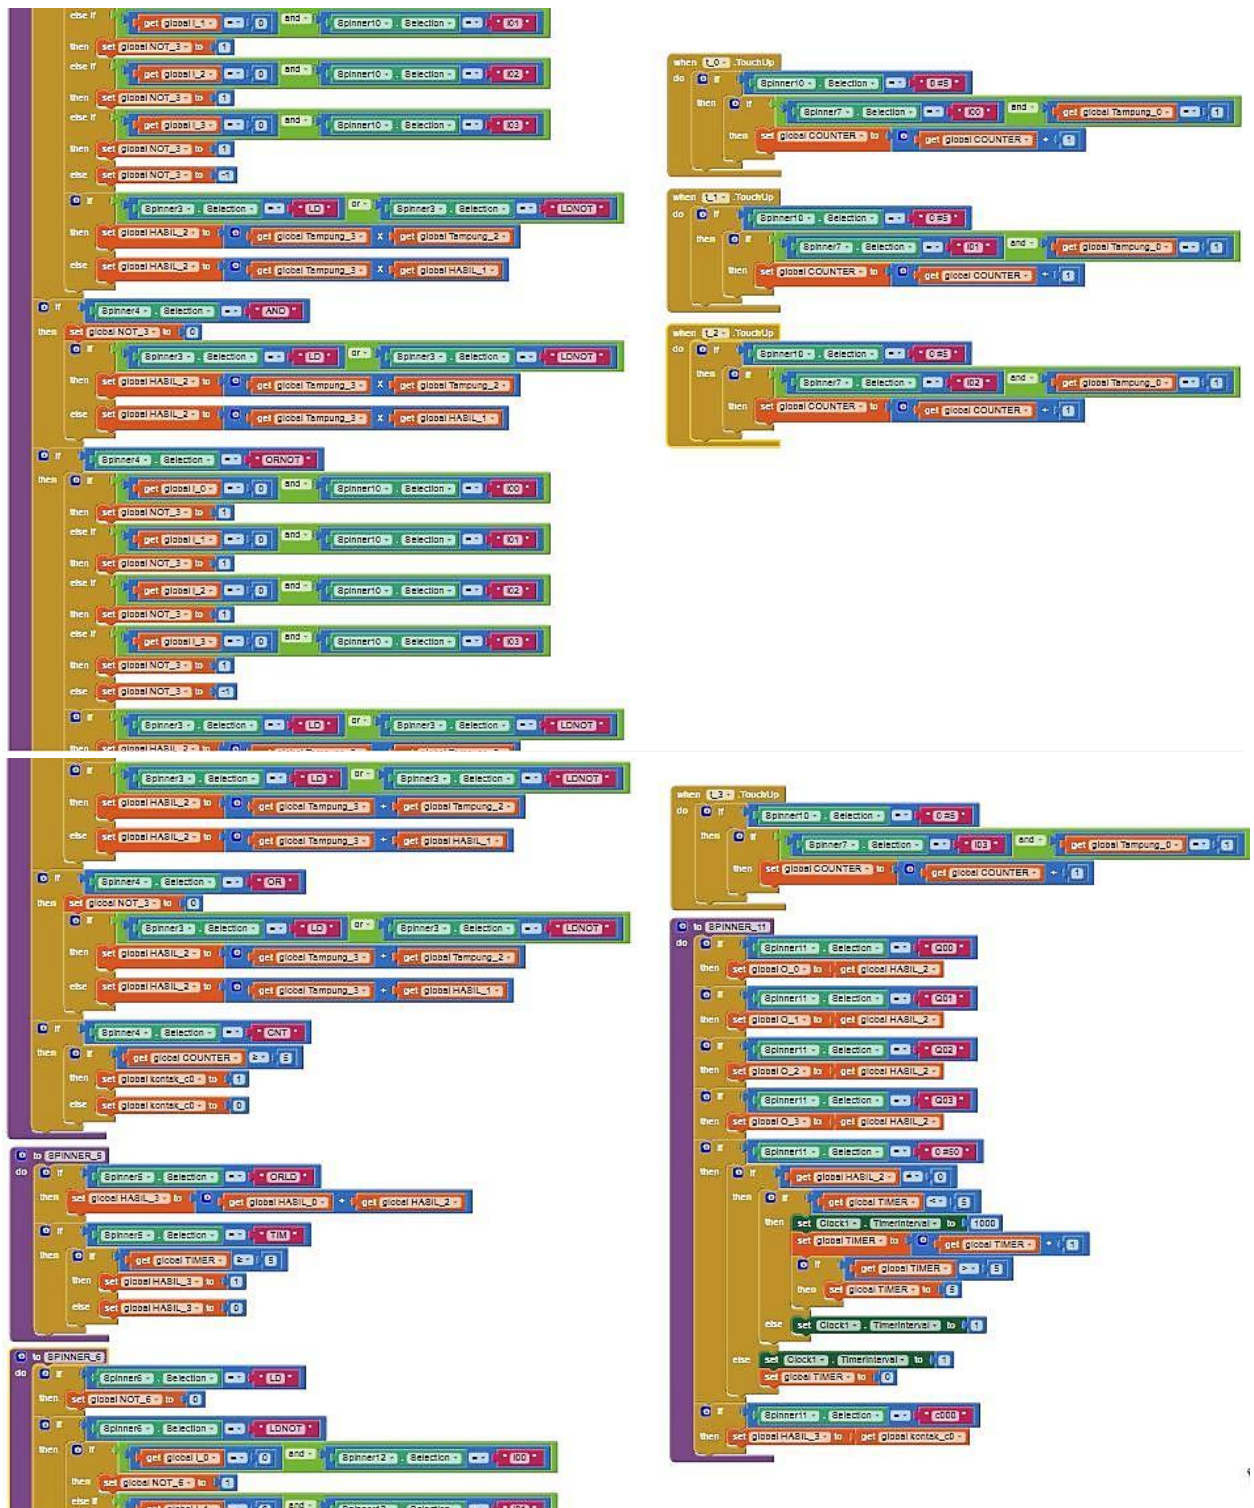 else if get global I_1 = 0 and Spinner10 . Selection = " I01 "
then set global NOT_3 to 1
else if get global I_2 = 0 and Spinner10 . Selection = " I02 "
then set global NOT_3 to 1
else if get global I_3 = 0 and Spinner10 . Selection = " I03 "
then set global NOT_3 to 1
else set global NOT_3 to -1
if Spinner3 . Selection = " LD " or Spinner3 . Selection = " LDNOT "
then set global HASIL_2 to get global Tampung_3 x get global Tampung_2
else set global HASIL_2 to get global Tampung_3 x get global HASIL_1
if Spinner4 . Selection = " AND "
then set global NOT_3 to 0
if Spinner3 . Selection = " LD " or Spinner3 . Selection = " LDNOT "
then set global HASIL_2 to get global Tampung_3 x get global Tampung_2
else set global HASIL_2 to get global Tampung_3 x get global HASIL_1
if Spinner4 . Selection = " ORNOT "
then if get global I_0 = 0 and Spinner10 . Selection = " I00 "
then set global NOT_3 to 1
else if get global I_1 = 0 and Spinner10 . Selection = " I01 "
then set global NOT_3 to 1
else if get global I_2 = 0 and Spinner10 . Selection = " I02 "
then set global NOT_3 to 1
else if get global I_3 = 0 and Spinner10 . Selection = " I03 "
then set global NOT_3 to 1
else set global NOT_3 to -1
if Spinner3 . Selection = " LD " or Spinner3 . Selection = " LDNOT "
then set global HASIL_2 to
when t_0 .TouchUp
do if Spinner10 . Selection = " 0 #5 "
then if Spinner7 . Selection = " I00 " and get global Tampung_0 = 1
then set global COUNTER to get global COUNTER + 1
when t_1 .TouchUp
do if Spinner10 . Selection = " 0 #5 "
then if Spinner7 . Selection = " I01 " and get global Tampung_0 = 1
then set global COUNTER to get global COUNTER + 1
when t_2 .TouchUp
do if Spinner10 . Selection = " 0 #5 "
then if Spinner7 . Selection = " I02 " and get global Tampung_0 = 1
then set global COUNTER to get global COUNTER + 1
if Spinner3 . Selection = " LD " or Spinner3 . Selection = " LDNOT "
then set global HASIL_2 to get global Tampung_3 + get global Tampung_2
else set global HASIL_2 to get global Tampung_3 + get global HASIL_1
if Spinner4 . Selection = " OR "
then set global NOT_3 to 0
if Spinner3 . Selection = " LD " or Spinner3 . Selection = " LDNOT "
then set global HASIL_2 to get global Tampung_3 + get global Tampung_2
else set global HASIL_2 to get global Tampung_3 + get global HASIL_1
if Spinner4 . Selection = " CNT "
then if get global COUNTER ≥ 5
then set global kontak_c0 to 1
else set global kontak_c0 to 0
to SPINNER_5
do if Spinner5 . Selection = " ORLD "
then set global HASIL_3 to get global HASIL_0 + get global HASIL_2
if Spinner5 . Selection = " TIM "
then if get global TIMER ≥ 5
then set global HASIL_3 to 1
else set global HASIL_3 to 0
to SPINNER_6
do if Spinner6 . Selection = " LD "
then set global NOT_6 to 0
if Spinner6 . Selection = " LDNOT "
then if get global I_0 = 0 and Spinner12 . Selection = " I00 "
then set global NOT_6 to 1
else if get global I_1 = 0 and Spinner12 . Selection = " I01 "
when t_3 .TouchUp
do if Spinner10 . Selection = " 0 #5 "
then if Spinner7 . Selection = " I03 " and get global Tampung_0 = 1
then set global COUNTER to get global COUNTER + 1
to SPINNER_11
do if Spinner11 . Selection = " Q00 "
then set global O_0 to get global HASIL_2
if Spinner11 . Selection = " Q01 "
then set global O_1 to get global HASIL_2
if Spinner11 . Selection = " Q02 "
then set global O_2 to get global HASIL_2
if Spinner11 . Selection = " Q03 "
then set global O_3 to get global HASIL_2
if Spinner11 . Selection = " 0 #50 "
then if get global HASIL_2 ≠ 0
then if get global TIMER < 5
then set Clock1 . TimerInterval to 1000
set global TIMER to get global TIMER + 1
if get global TIMER > 5
then set global TIMER to 5
else set Clock1 . TimerInterval to 1
else set Clock1 . TimerInterval to 1
set global TIMER to 0
if Spinner11 . Selection = " c000 "
then set global HASIL_3 to get global kontak_c0